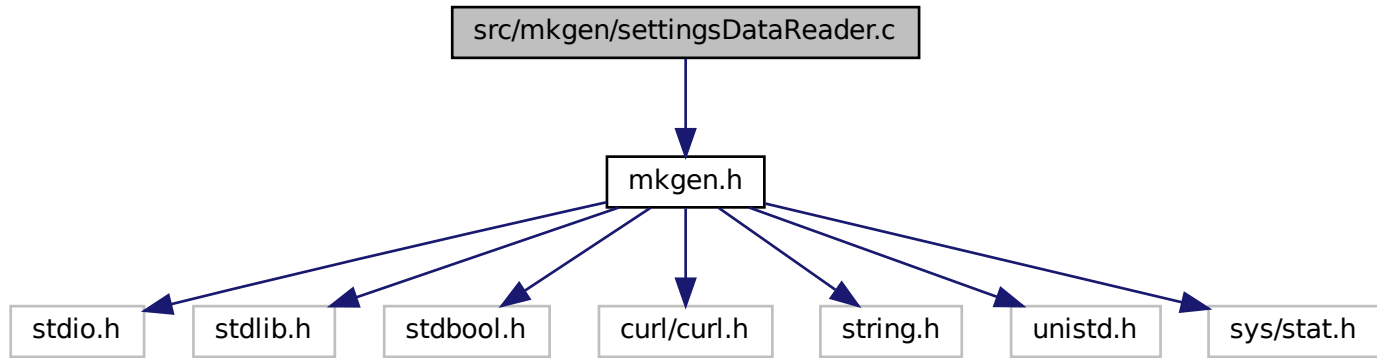 src/mkgen/settingsDataReader.c
mkgen.h
stdio.h
stdlib.h
stdbool.h
curl/curl.h
string.h
unistd.h
sys/stat.h